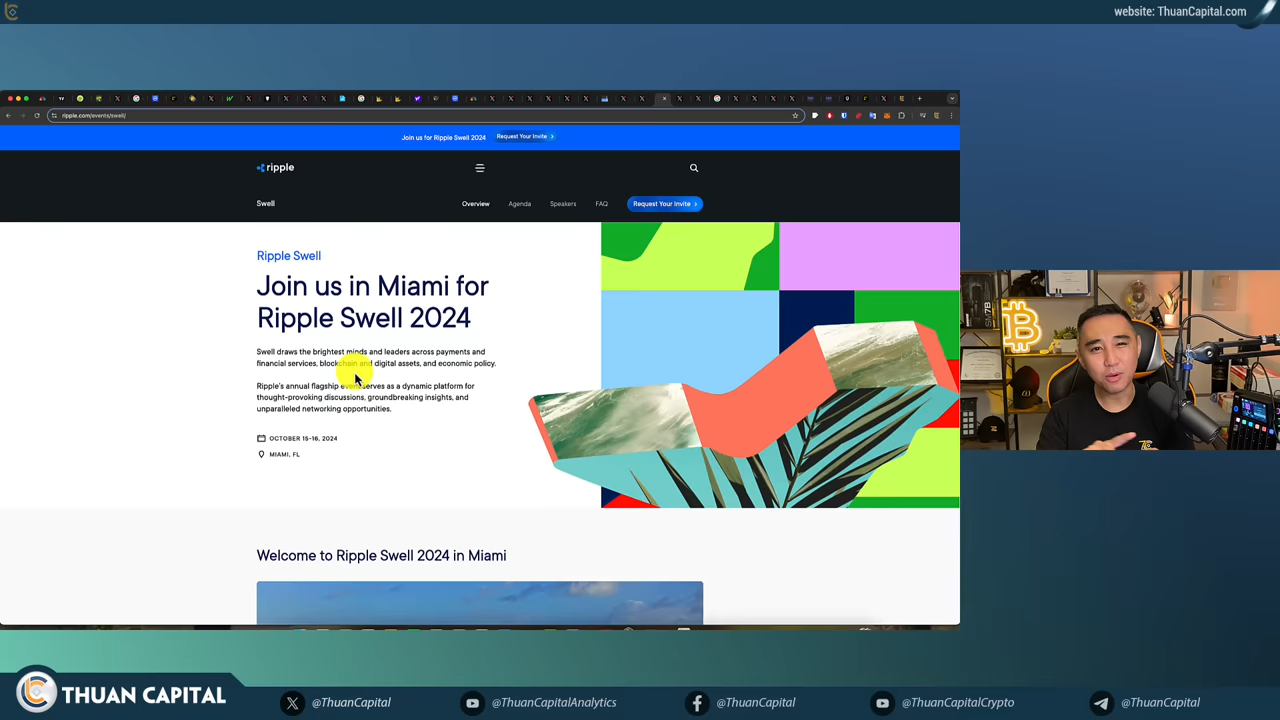 website: ThuanCapital.com
ripple.com/events/swell/
Join us for Ripple Swell 2024 Request Your Invite >
ripple
Swell Overview Agenda Speakers FAQ Request Your Invite >
Ripple Swell
Join us in Miami for
Ripple Swell 2024
Swell draws the brightest minds and leaders across payments and
financial services, blockchain and digital assets, and economic policy.
Ripple's annual flagship event serves as a dynamic platform for
thought-provoking discussions, groundbreaking insights, and
unparalleled networking opportunities.
OCTOBER 15-16, 2024
MIAMI, FL
Welcome to Ripple Swell 2024 in Miami
SM7B
THUAN CAPITAL
@ThuanCapital
@ThuanCapitalAnalytics
@ThuanCapital
@ThuanCapitalCrypto
@ThuanCapital